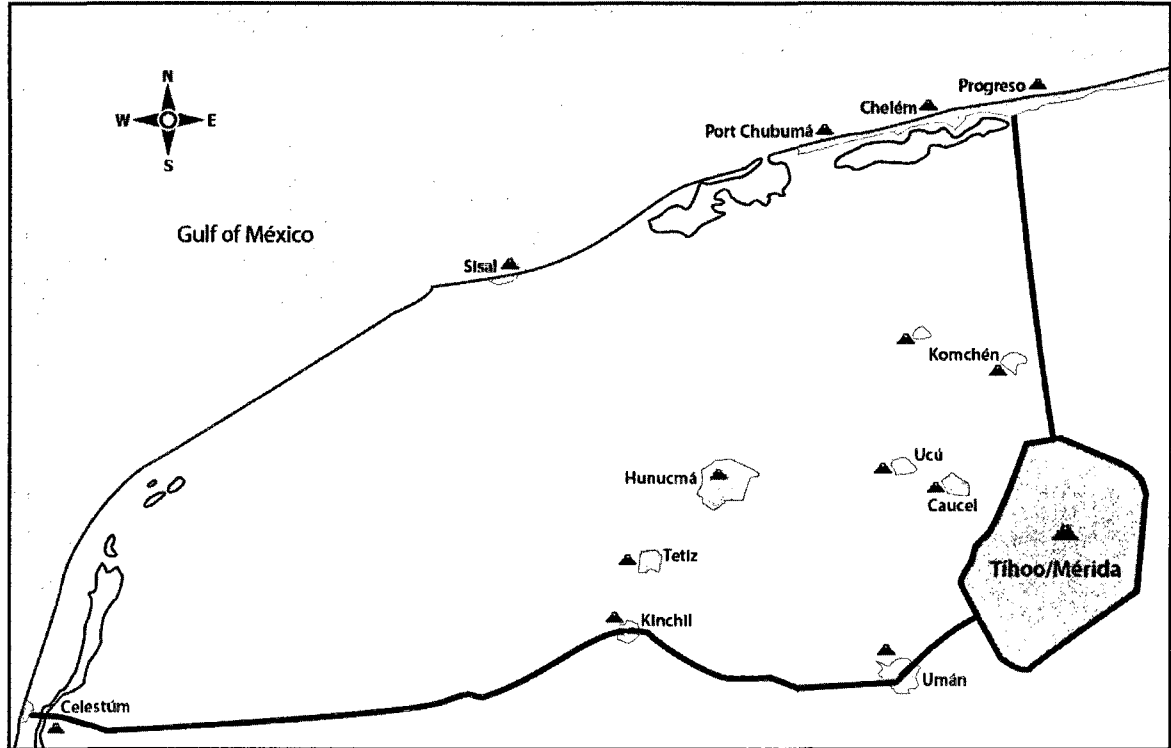 N
W E
S
Gulf of México
Progreso
Chelém
Port Chubumá
Sisal
Komchén
Ucú
Hunucmá
Caucel
Tetiz
Tihoo/Mérida
Kinchil
Umán
Celestúm